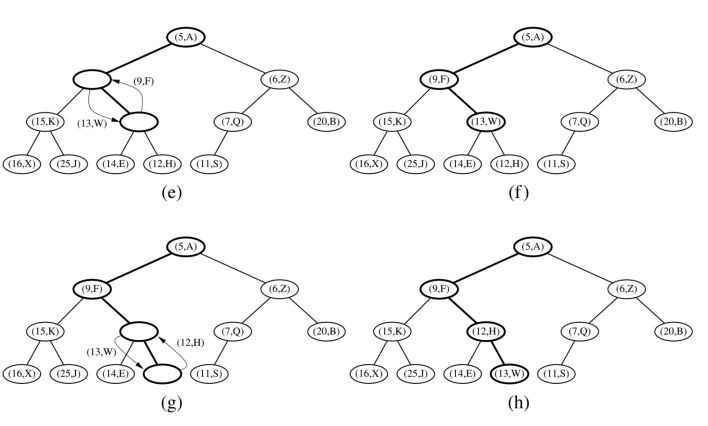 (5,A) (5,A)
(9,F) (6,Z) (9,F) (6,Z)
(15,K) (13,W) (7,Q) (20,B) (15,K) (13,W) (7,Q) (20,B)
(16,X) (25,J) (14,E) (12,H) (11,S) (16,X) (25,J) (14,E) (12,H) (11,S)
(e) (f)
(5,A) (5,A)
(9,F) (6,Z) (9,F) (6,Z)
(15,K) (13,W) (12,H) (7,Q) (20,B) (15,K) (12,H) (7,Q) (20,B)
(16,X) (25,J) (14,E) (11,S) (16,X) (25,J) (14,E) (13,W) (11,S)
(g) (h)